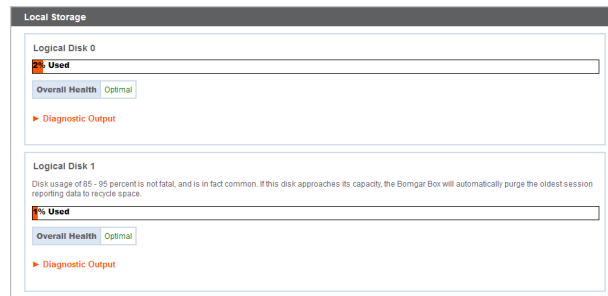 Local Storage
Logical Disk 0
2% Used
Overall Health Optimal
► Diagnostic Output
Logical Disk 1
Disk usage of 85 - 95 percent is not fatal, and is in fact common. If this disk approaches its capacity, the Bomgar Box will automatically purge the oldest session
reporting data to recycle space.
1% Used
Overall Health Optimal
► Diagnostic Output